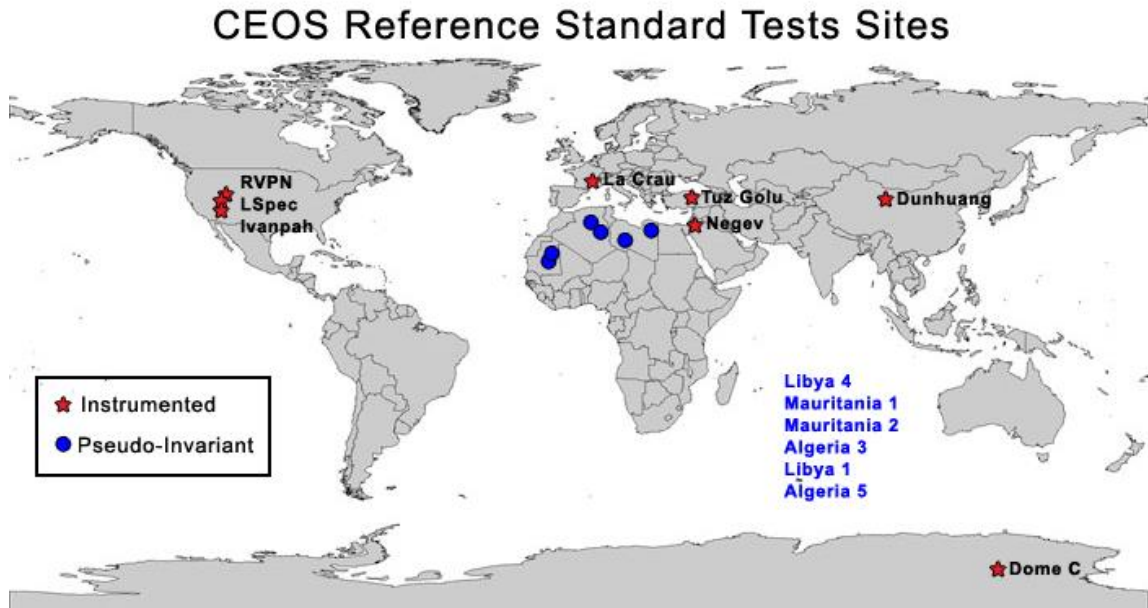 CEOS Reference Standard Tests Sites
RVPN
LSpec
Ivanpah
La Crau
Tuz Golu
Negev
Dunhuang
Instrumented
Pseudo-Invariant
Libya 4
Mauritania 1
Mauritania 2
Algeria 3
Libya 1
Algeria 5
Dome C